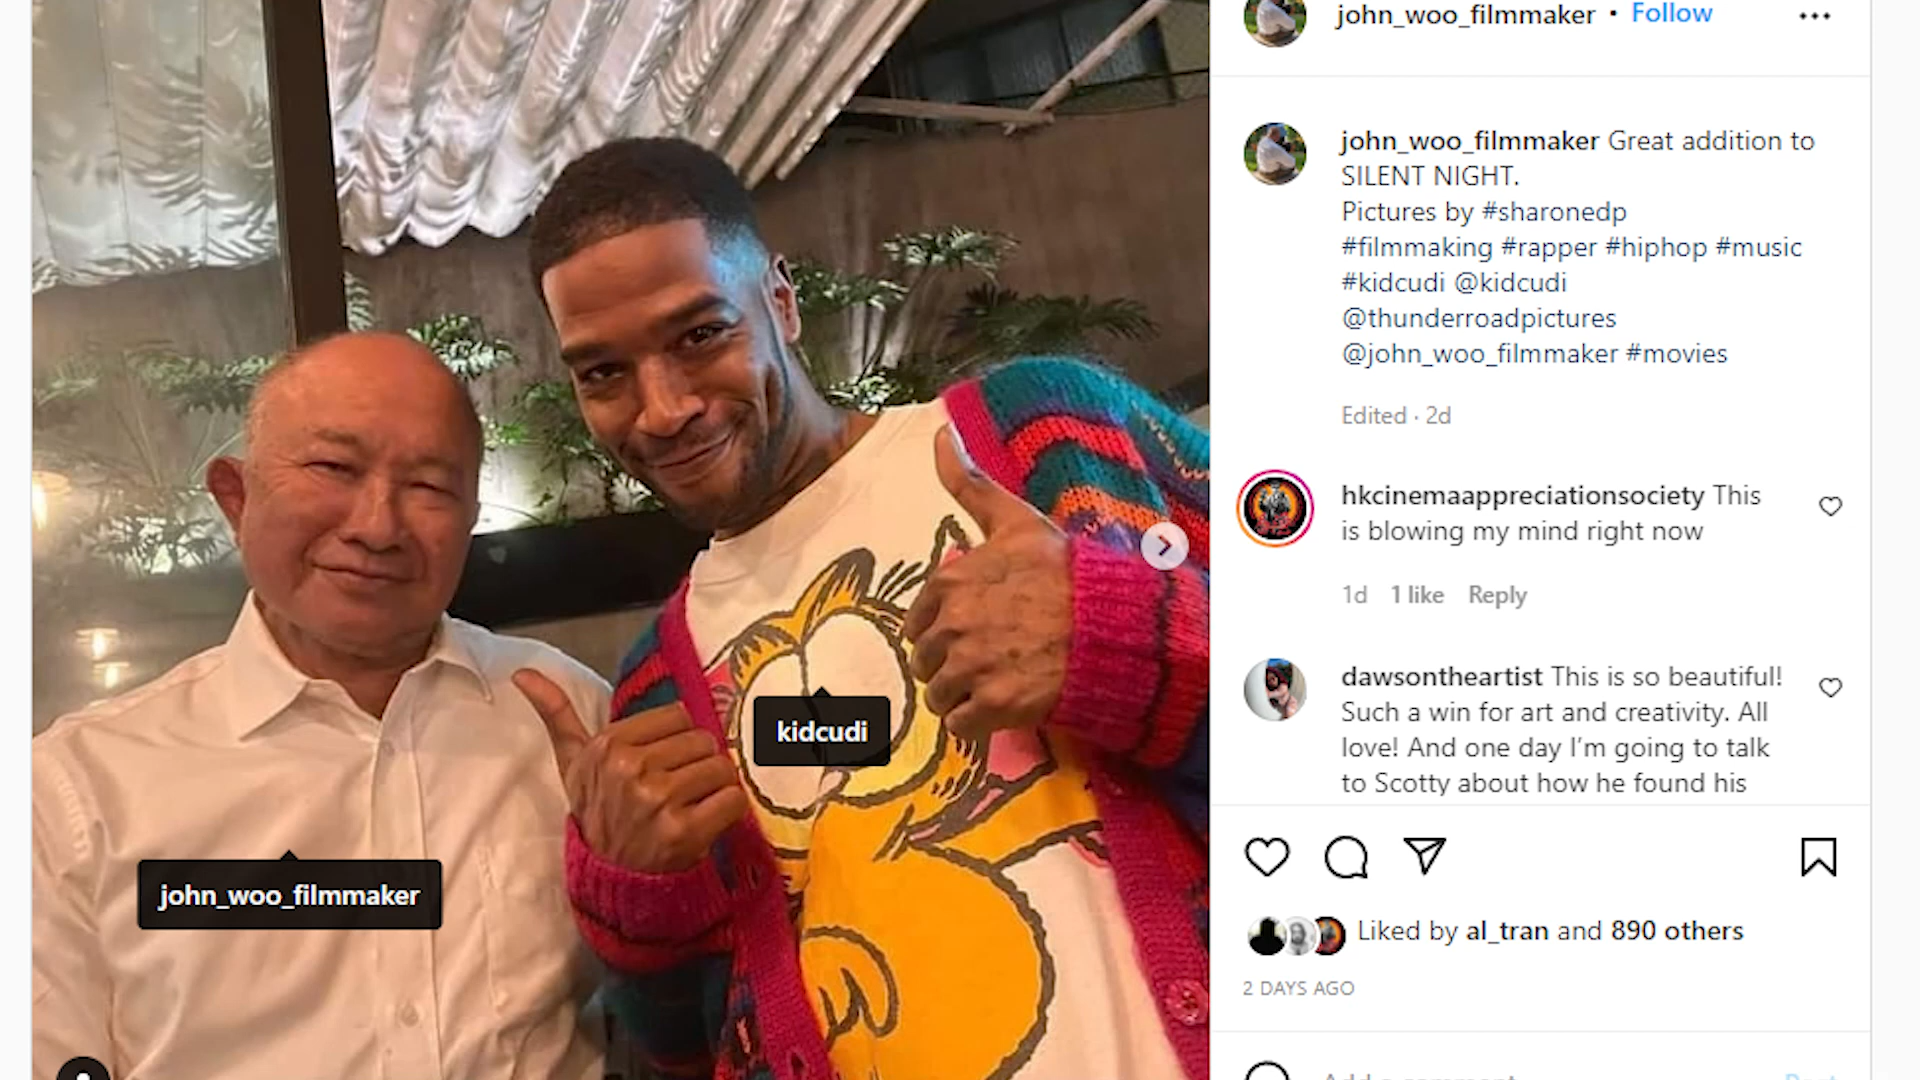 john_woo_filmmaker • Follow
john_woo_filmmaker Great addition to
SILENT NIGHT.
Pictures by #sharonedp
#filmmaking #rapper #hiphop #music
#kidcudi @kidcudi
@thunderroadpictures
@john_woo_filmmaker #movies
Edited · 2d
hkcinemaappreciationsociety This
is blowing my mind right now
1d 1 like Reply
dawsontheartist This is so beautiful!
Such a win for art and creativity. All
love! And one day I'm going to talk
to Scotty about how he found his
Liked by al_tran and 890 others
2 DAYS AGO
Add a comment
Post
kidcudi
john_woo_filmmaker